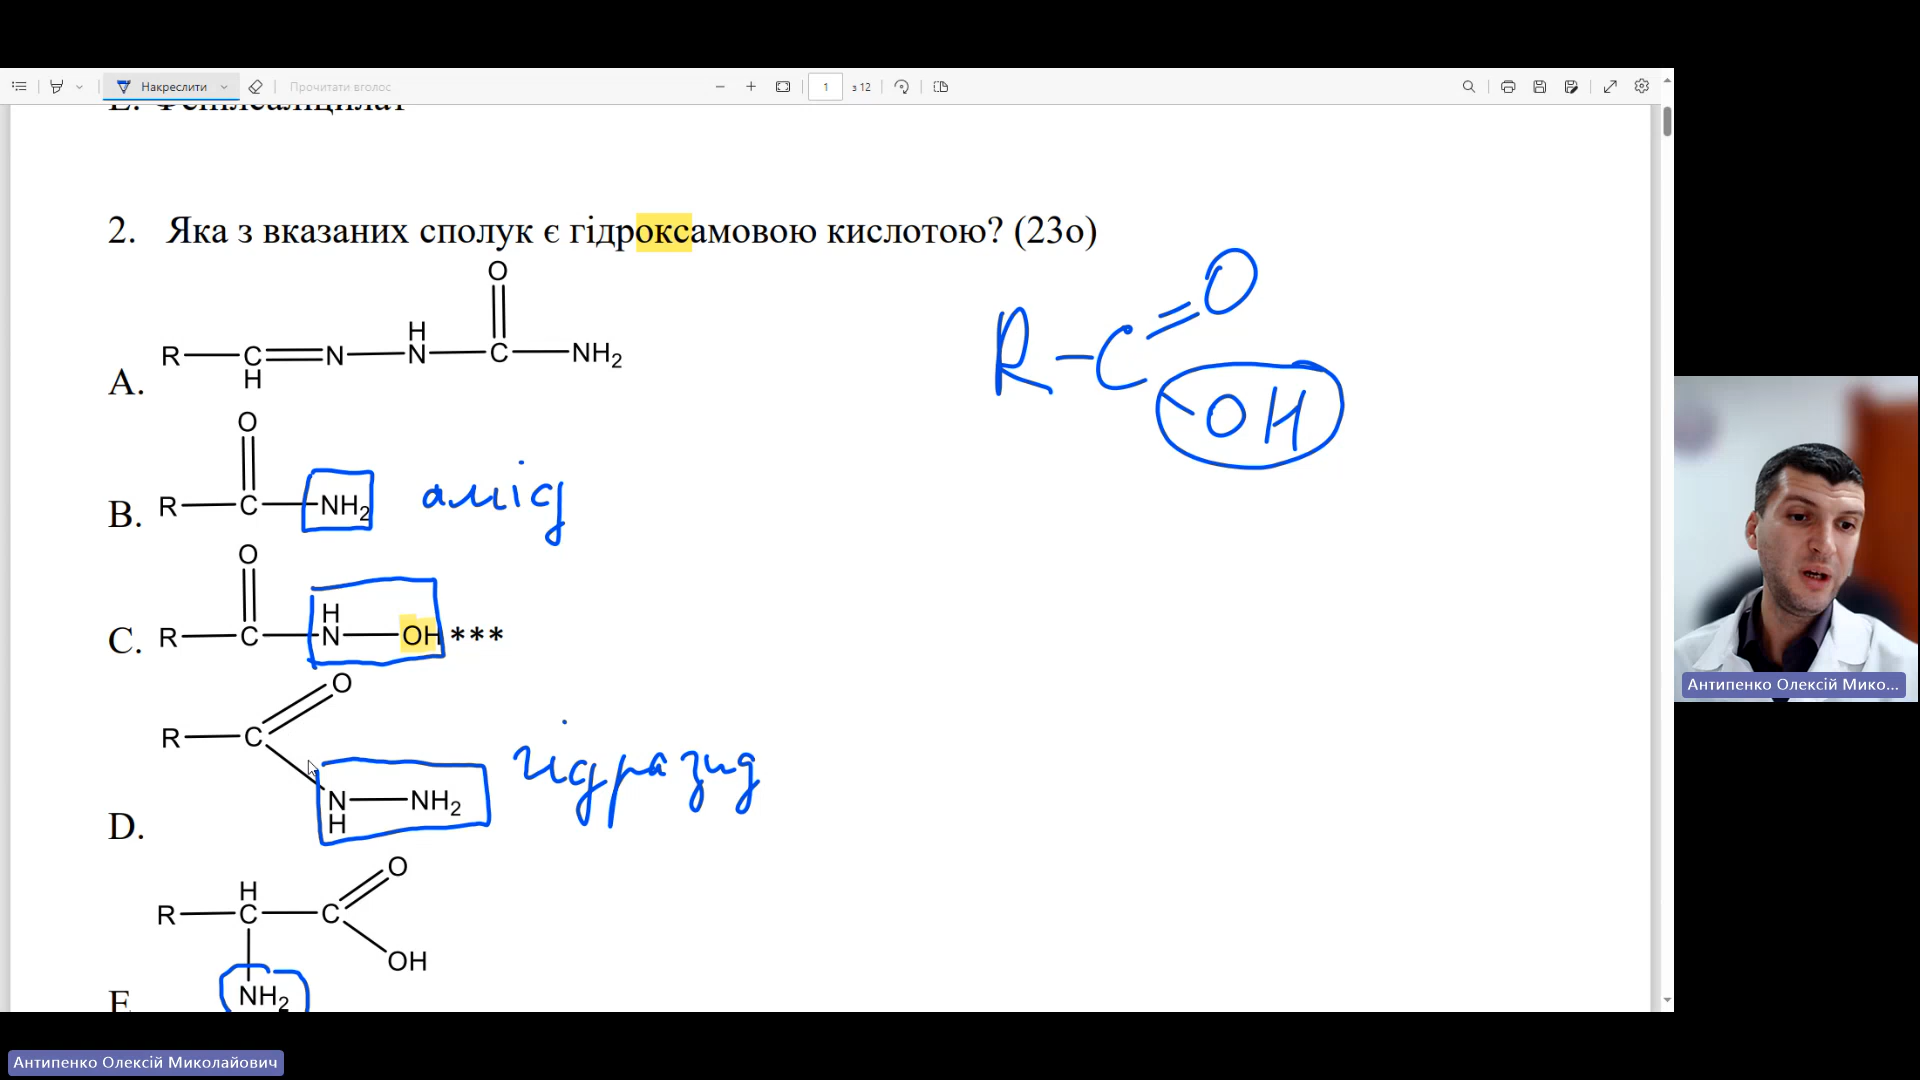 Накреслити
Прочитати вголос
1 з 12
Е. Фенілсаліцилат
2. Яка з вказаних сполук є гідроксамовою кислотою? (23о)
O
R C H N H N C NH2
A.
R-C=O
-OH
O
B. R C NH2 амід
O
C. R C H N OH ***
O
R C
N H NH2 гідразид
D.
O
R H C C
OH
NH2
E
Антипенко Олексій Мико...
Антипенко Олексій Миколайович